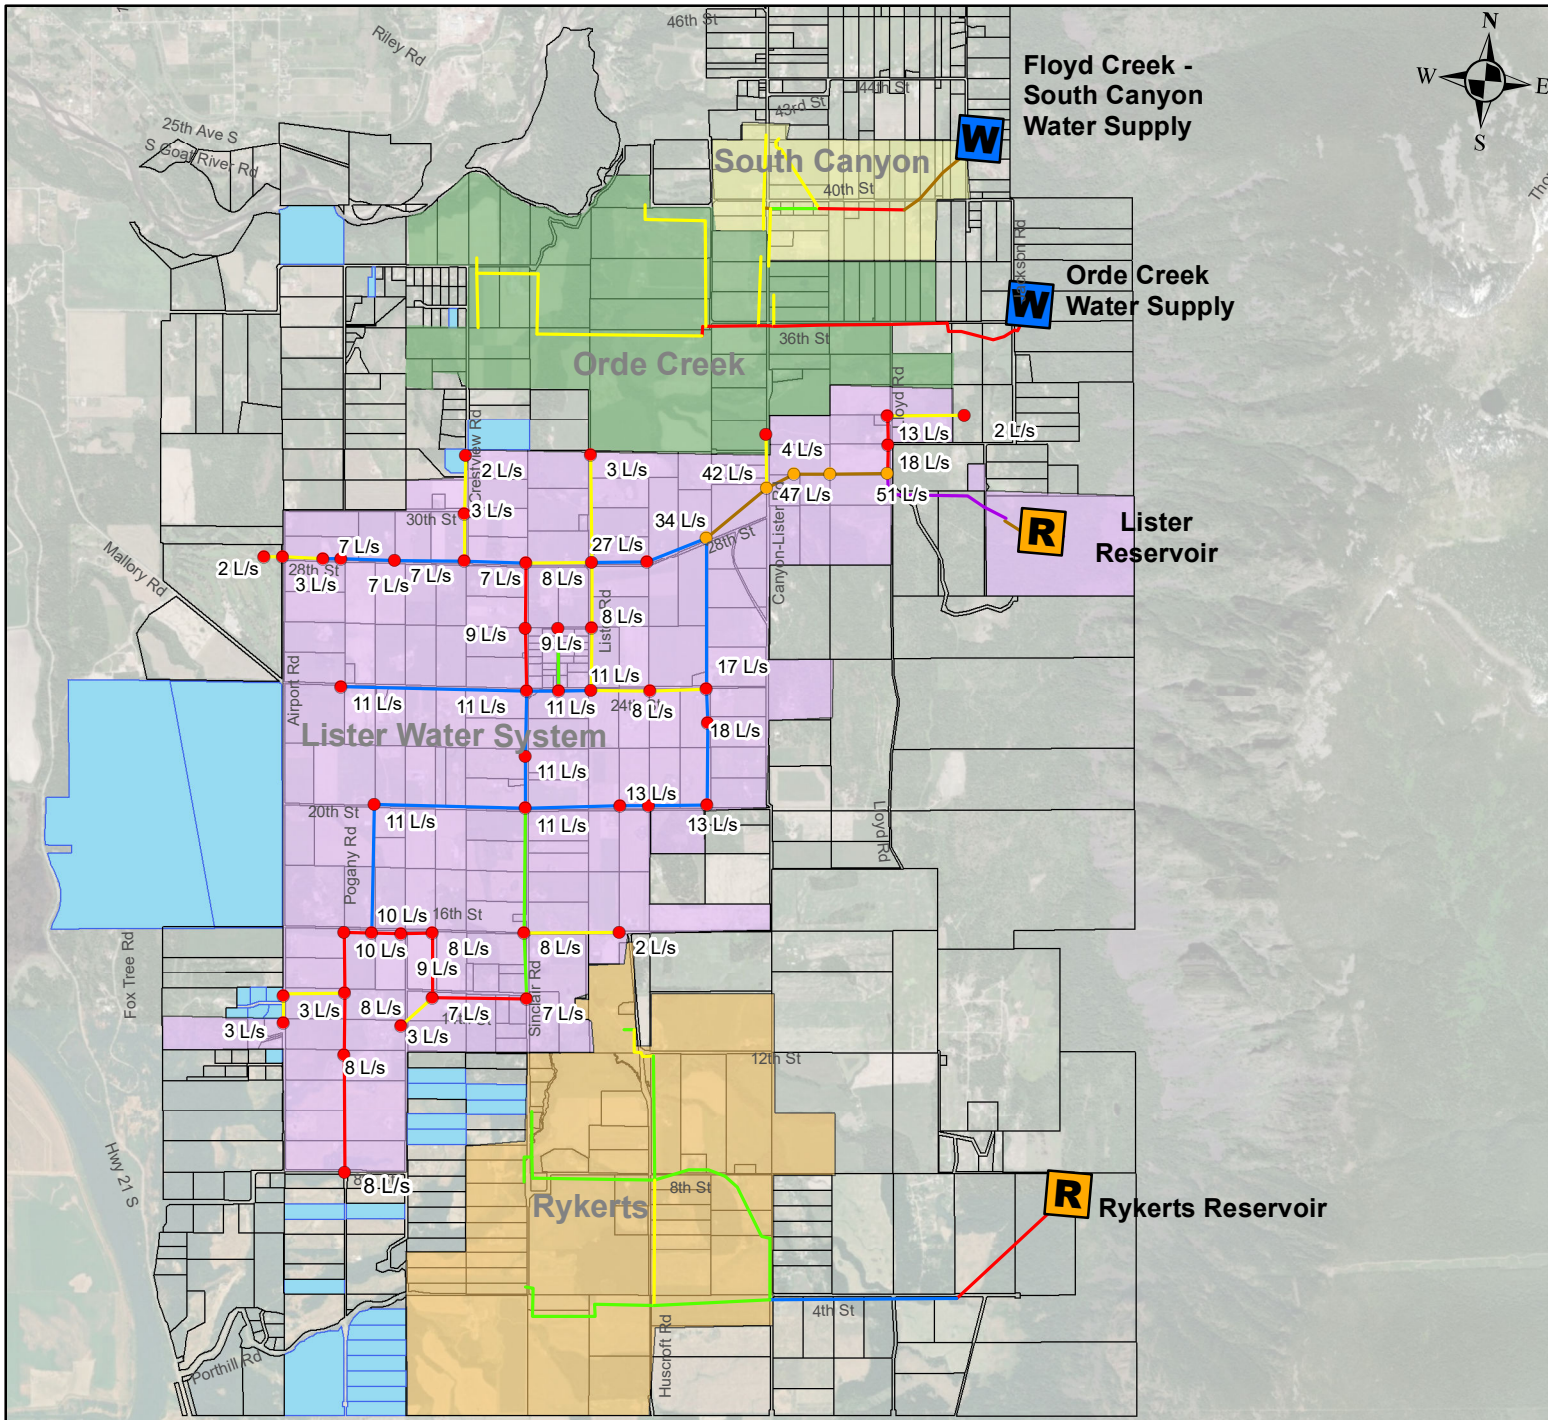 46th St
N
Riley Rd
Floyd Creek -
South Canyon
Water Supply
W
E
S
44th St
43rd St
25th Ave S
S Goat River Rd
W
South Canyon
40th St
Jackson Rd
Orde Creek
Water Supply
W
36th St
Orde Creek
Crestview Rd
13 L/s
2 L/s
4 L/s
2 L/s
3 L/s
42 L/s
18 L/s
47 L/s
51 L/s
30th St
3 L/s
34 L/s
28th St
R
Lister
Reservoir
Mallory Rd
2 L/s
28th St
3 L/s
7 L/s
7 L/s
7 L/s
7 L/s
8 L/s
27 L/s
Canyon-Lister Rd
9 L/s
9 L/s
8 L/s
Airport Rd
11 L/s
11 L/s
11 L/s
11 L/s
24th St
8 L/s
17 L/s
Lister Water System
18 L/s
11 L/s
20th St
11 L/s
11 L/s
13 L/s
13 L/s
Lloyd Rd
Pogany Rd
10 L/s
16th St
10 L/s
8 L/s
8 L/s
2 L/s
9 L/s
Fox Tree Rd
Sinclair Rd
3 L/s
3 L/s
8 L/s
7 L/s
7 L/s
3 L/s
8 L/s
12th St
Hwy 21 S
8 L/s
8th St
Rykerts
R
Rykerts Reservoir
4th St
Porthill Rd
Huscroft Rd